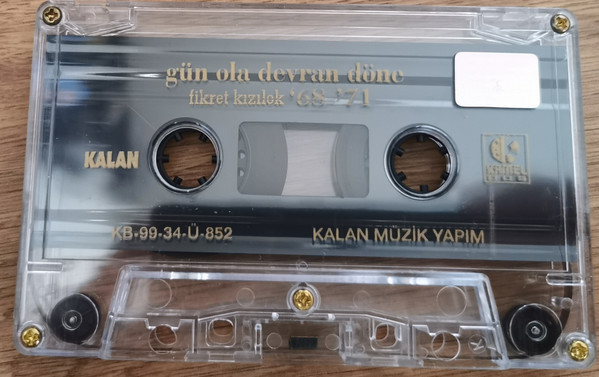 gün ola devran döne
fikret kızılok '68-'71
KALAN
KB-99-34-Ü-852
KALAN MÜZİK YAPIM